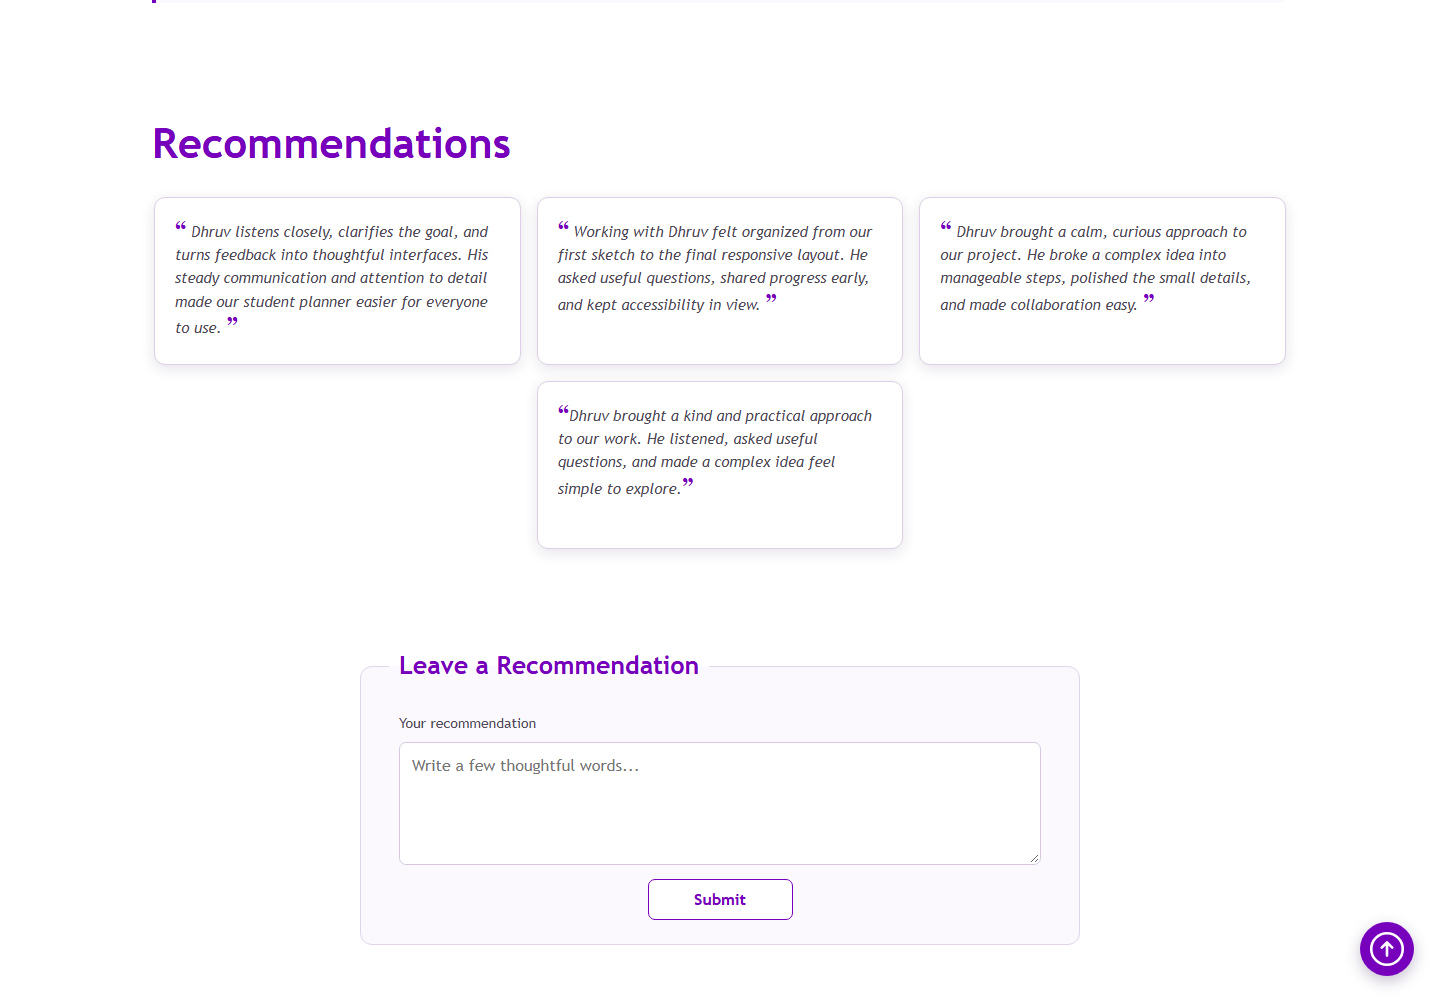 Recommendations
“ Dhruv listens closely, clarifies the goal, and
turns feedback into thoughtful interfaces. His
steady communication and attention to detail
made our student planner easier for everyone
to use. ”
“ Working with Dhruv felt organized from our
first sketch to the final responsive layout. He
asked useful questions, shared progress early,
and kept accessibility in view. ”
“ Dhruv brought a calm, curious approach to
our project. He broke a complex idea into
manageable steps, polished the small details,
and made collaboration easy. ”
“Dhruv brought a kind and practical approach
to our work. He listened, asked useful
questions, and made a complex idea feel
simple to explore.”
Leave a Recommendation
Your recommendation
Write a few thoughtful words...
Submit